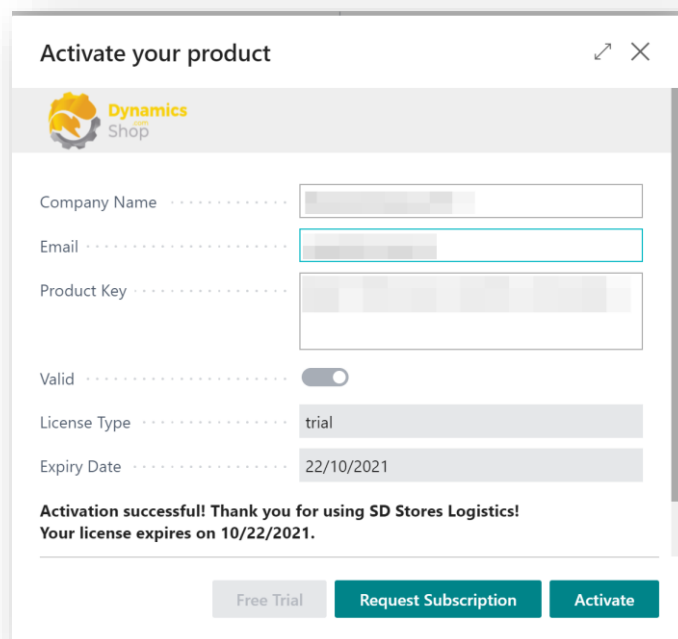 Activate your product
Dynamics
.com
Shop
Company Name
Email
Product Key
Valid
License Type
trial
Expiry Date
22/10/2021
Activation successful! Thank you for using SD Stores Logistics!
Your license expires on 10/22/2021.
Free Trial
Request Subscription
Activate